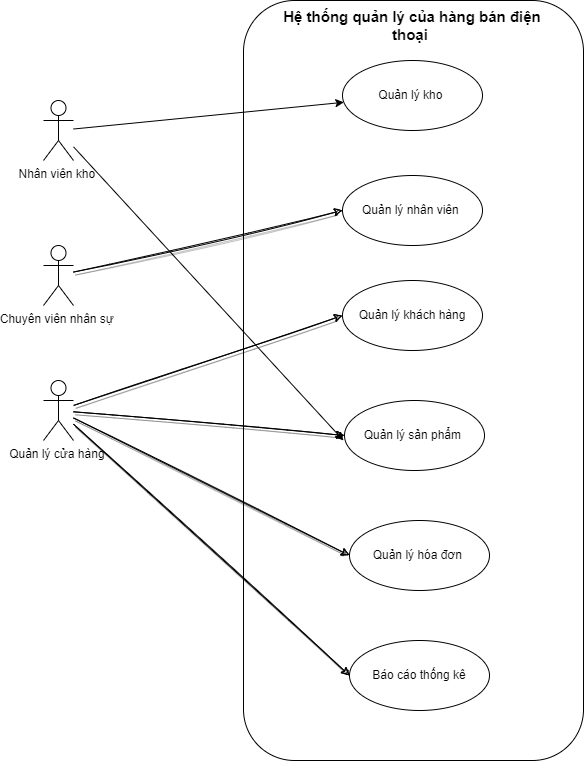 Hệ thống quản lý của hàng bán điện
thoại
Quản lý kho
Nhân viên kho
Quản lý nhân viên
Chuyên viên nhân sự
Quản lý khách hàng
Quản lý cửa hàng
Quản lý sản phẩm
Quản lý hóa đơn
Báo cáo thống kê